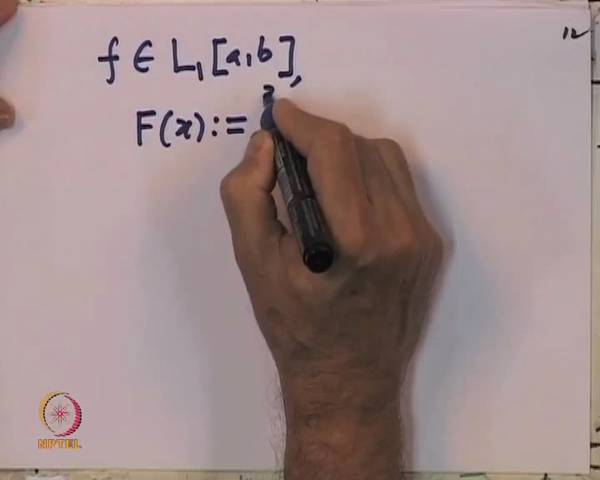 12
f ∈ L₁ [a,b],
F(x) :=
NPTEL